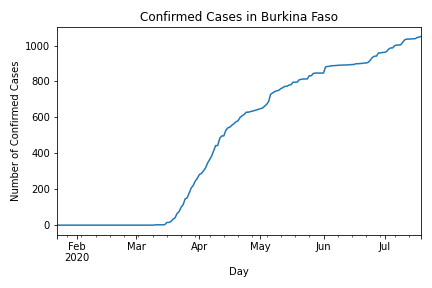 Confirmed Cases in Burkina Faso
Number of Confirmed Cases
1000
800
600
400
200
0
Feb Mar Apr May Jun Jul
2020
Day